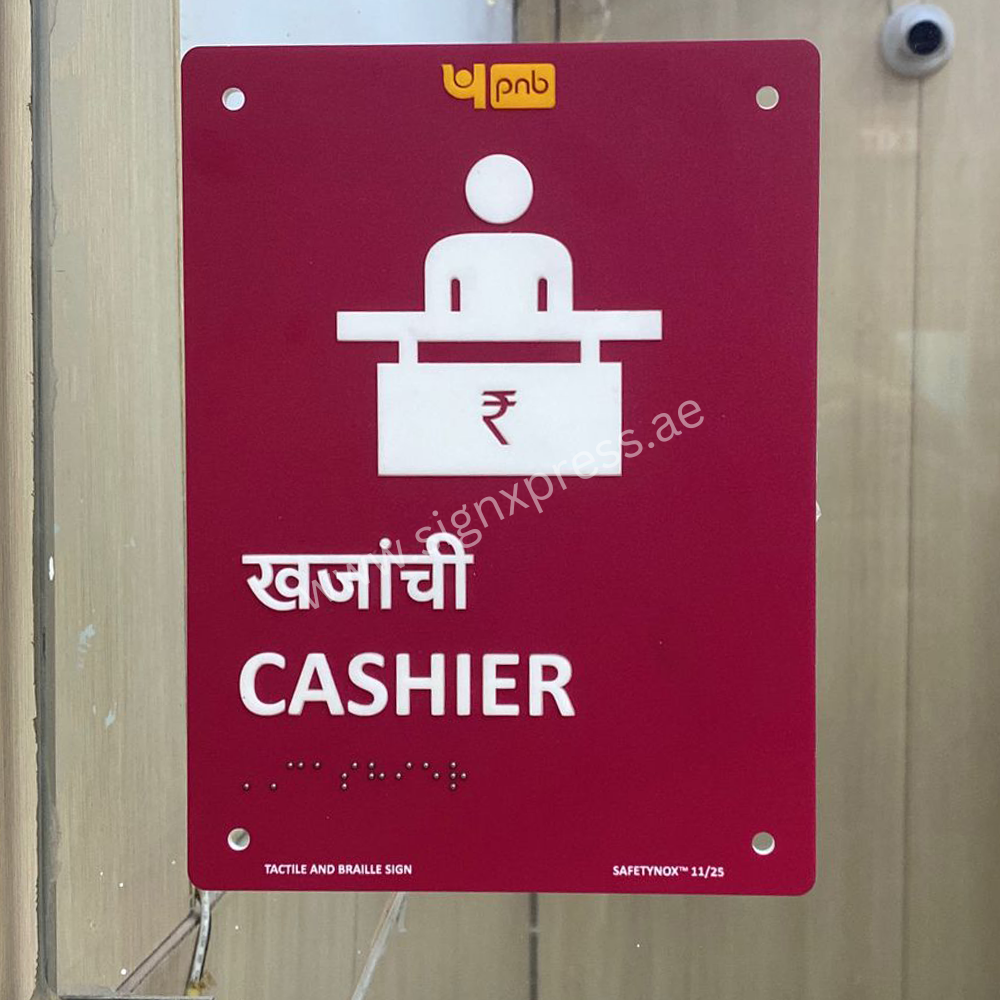 प pnb
₹
www.signxpress.ae
खजांची
CASHIER
⠠⠠⠉⠁⠎⠓⠊⠑⠗
TACTILE AND BRAILLE SIGN
SAFETYNOX™ 11/25